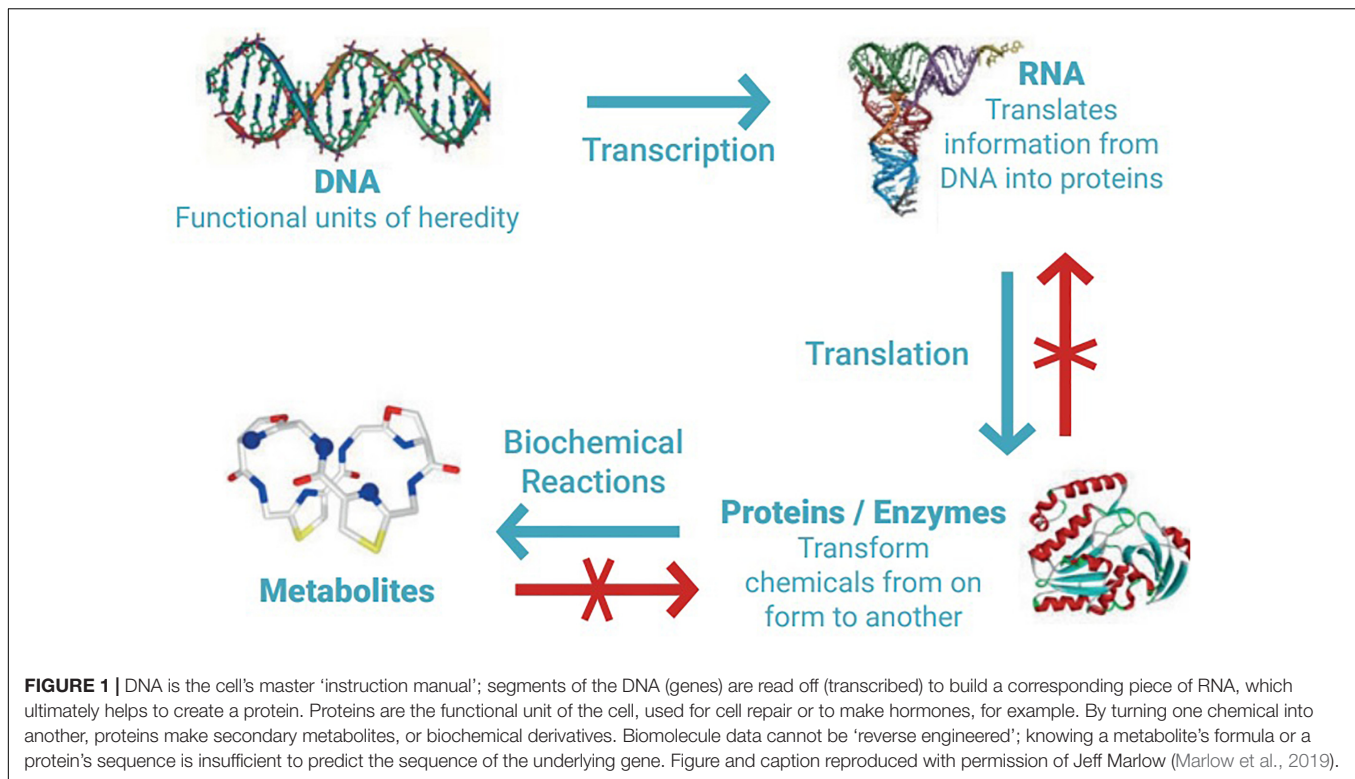 DNA
Functional units of heredity
Transcription
RNA
Translates
information from
DNA into proteins
Translation
Biochemical
Reactions
Metabolites
Proteins / Enzymes
Transform
chemicals from on
form to another
FIGURE 1 | DNA is the cell’s master ‘instruction manual’; segments of the DNA (genes) are read off (transcribed) to build a corresponding piece of RNA, which
ultimately helps to create a protein. Proteins are the functional unit of the cell, used for cell repair or to make hormones, for example. By turning one chemical into
another, proteins make secondary metabolites, or biochemical derivatives. Biomolecule data cannot be ‘reverse engineered’; knowing a metabolite’s formula or a
protein’s sequence is insufficient to predict the sequence of the underlying gene. Figure and caption reproduced with permission of Jeff Marlow (Marlow et al., 2019).